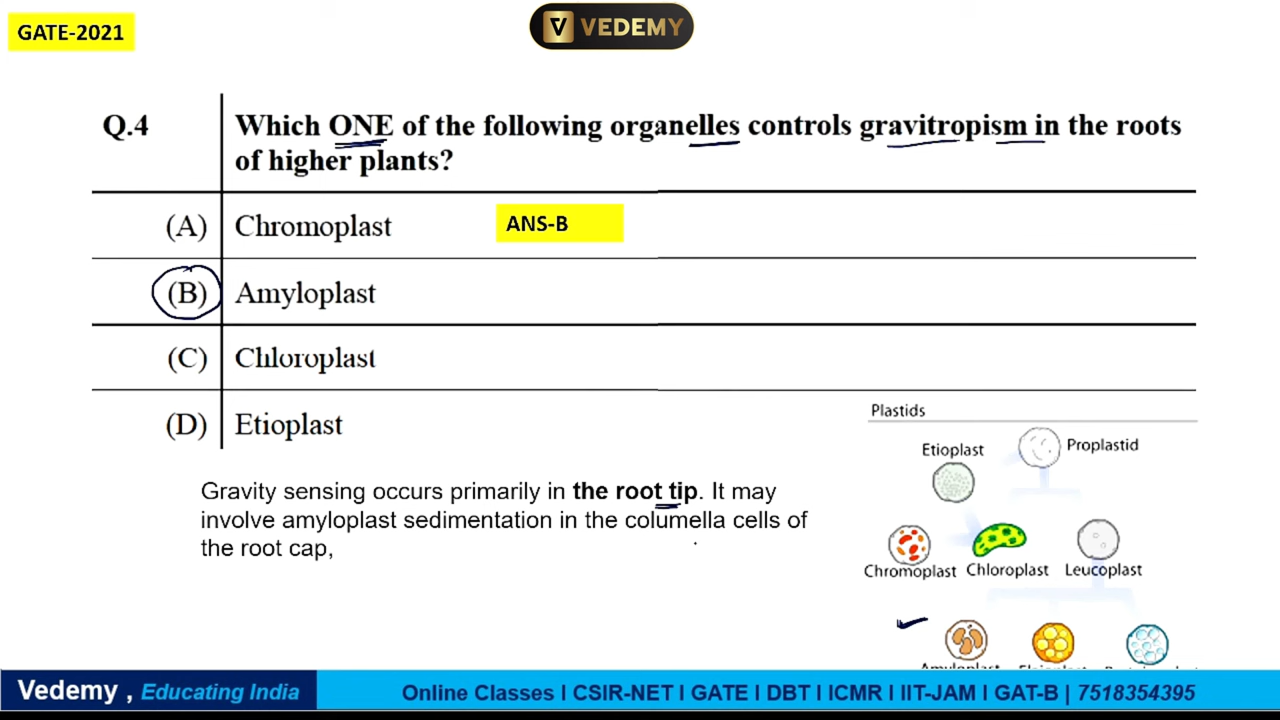 GATE-2021
VEDEMY
Q.4 Which ONE of the following organelles controls gravitropism in the roots
of higher plants?
(A) Chromoplast
ANS-B
(B) Amyloplast
(C) Chloroplast
(D) Etioplast
Plastids
Etioplast
Proplastid
Gravity sensing occurs primarily in the root tip. It may
involve amyloplast sedimentation in the columella cells of
the root cap,
Chromoplast Chloroplast Leucoplast
Amyloplast
Vedemy , Educating India
Online Classes I CSIR-NET I GATE I DBT I ICMR I IIT-JAM I GAT-B | 7518354395